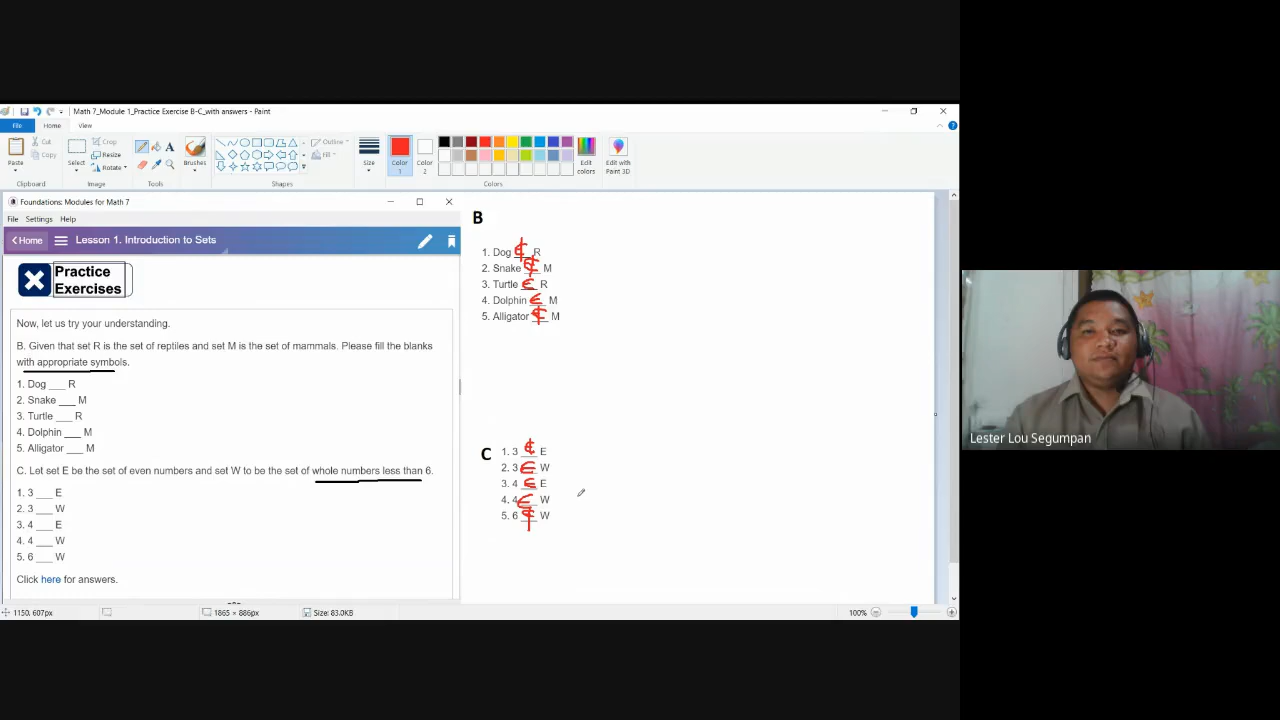 Math 7_Module 1_Practice Exercise B-C_with answers - Paint
File
Home
View
Paste
Cut
Copy
Clipboard
Select
Crop
Resize
Rotate
Image
A
Tools
Brushes
Outline
Fill
Shapes
Size
Color 1
Color 2
Edit colors
Edit with Paint 3D
Colors
Foundations: Modules for Math 7
File Settings Help
Home
Lesson 1. Introduction to Sets
Practice
Exercises
Now, let us try your understanding.
B. Given that set R is the set of reptiles and set M is the set of mammals. Please fill the blanks
with appropriate symbols.
1. Dog ___ R
2. Snake ___ M
3. Turtle ___ R
4. Dolphin ___ M
5. Alligator ___ M
C. Let set E be the set of even numbers and set W to be the set of whole numbers less than 6.
1. 3 ___ E
2. 3 ___ W
3. 4 ___ E
4. 4 ___ W
5. 6 ___ W
Click here for answers.
B
1. Dog ∉ R
2. Snake ∉ M
3. Turtle ∈ R
4. Dolphin ∈ M
5. Alligator ∉ M
C
1. 3 ∉ E
2. 3 ∈ W
3. 4 ∈ E
4. 4 ∈ W
5. 6 ∉ W
1150, 607px
1865 × 886px
Size: 83.0KB
100%
Lester Lou Segumpan